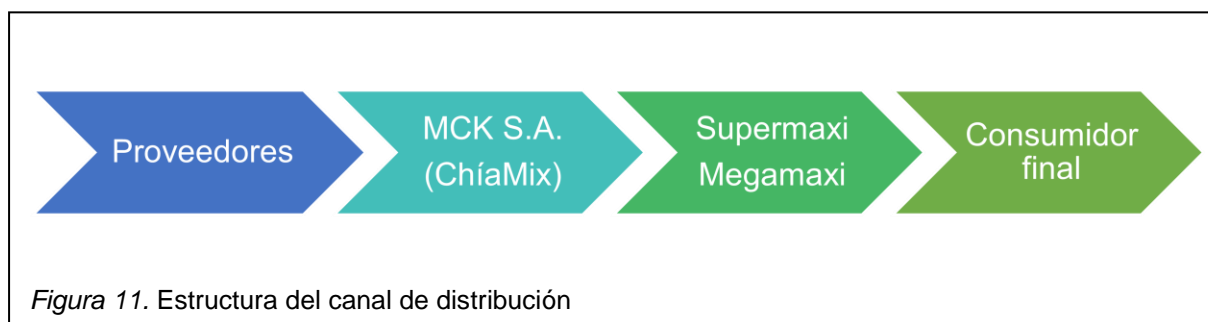 Proveedores
MCK S.A.
(ChíaMix)
Supermaxi
Megamaxi
Consumidor
final
Figura 11. Estructura del canal de distribución